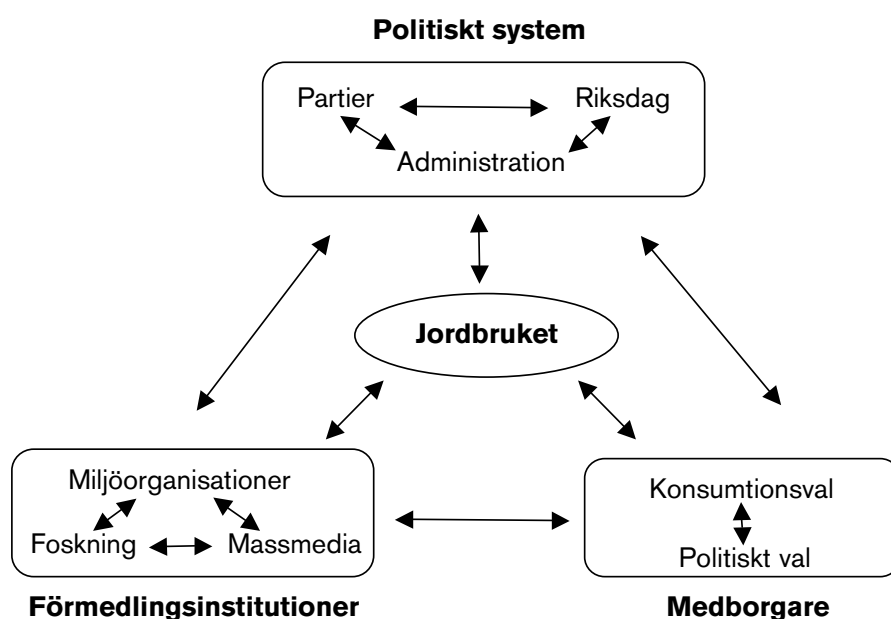 Politiskt system
Partier Riksdag
Administration
Jordbruket
Miljöorganisationer
Foskning Massmedia
Förmedlingsinstitutioner
Konsumtionsval
Politiskt val
Medborgare